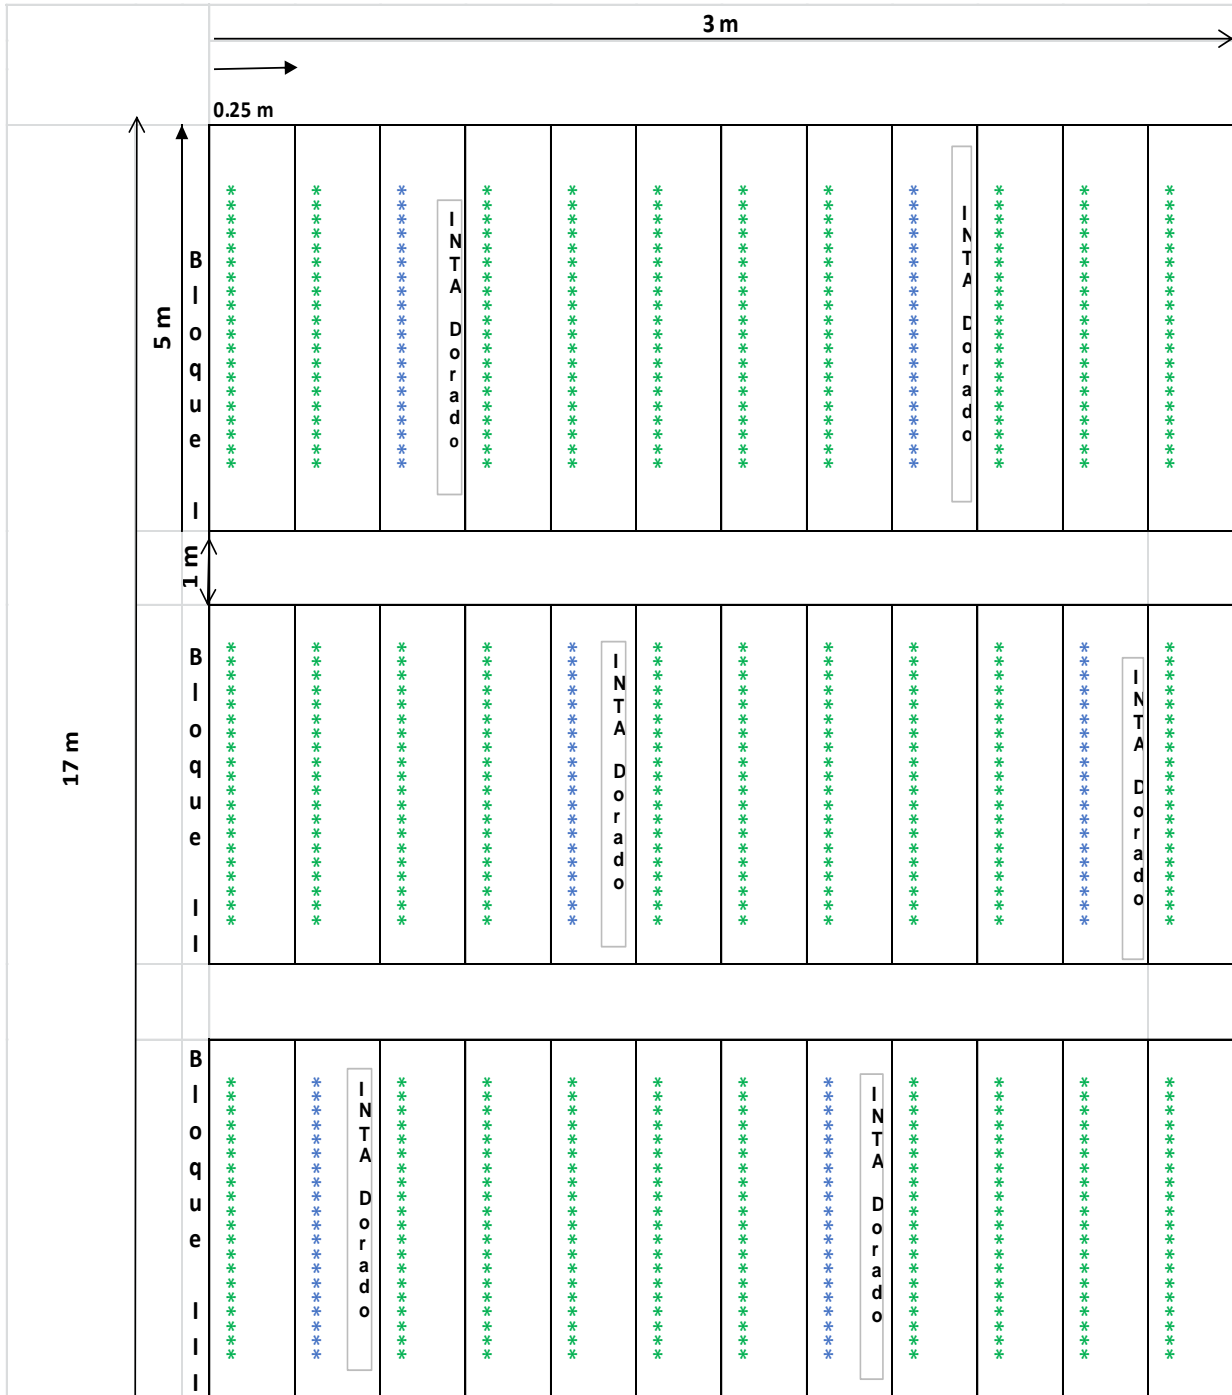 3 m
0.25 m
5 m
Bloque I
INTA Dorado
INTA Dorado
1 m
17 m
Bloque II
INTA Dorado
INTA Dorado
Bloque III
INTA Dorado
INTA Dorado